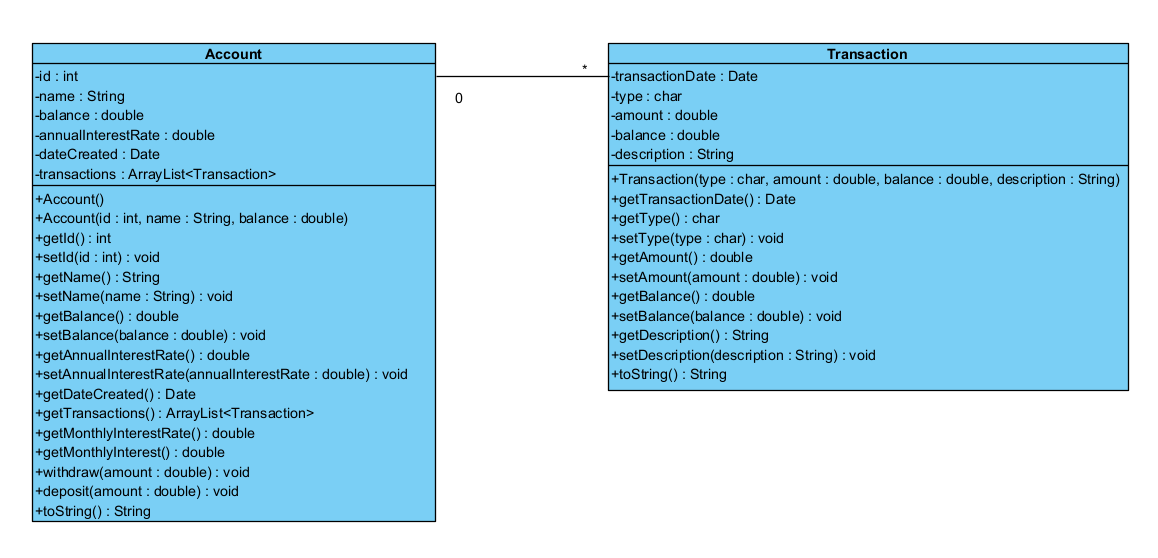 Account
-id : int
-name : String
-balance : double
-annualInterestRate : double
-dateCreated : Date
-transactions : ArrayList<Transaction>
+Account()
+Account(id : int, name : String, balance : double)
+getId() : int
+setId(id : int) : void
+getName() : String
+setName(name : String) : void
+getBalance() : double
+setBalance(balance : double) : void
+getAnnualInterestRate() : double
+setAnnualInterestRate(annualInterestRate : double) : void
+getDateCreated() : Date
+getTransactions() : ArrayList<Transaction>
+getMonthlyInterestRate() : double
+getMonthlyInterest() : double
+withdraw(amount : double) : void
+deposit(amount : double) : void
+toString() : String
0
*
Transaction
-transactionDate : Date
-type : char
-amount : double
-balance : double
-description : String
+Transaction(type : char, amount : double, balance : double, description : String)
+getTransactionDate() : Date
+getType() : char
+setType(type : char) : void
+getAmount() : double
+setAmount(amount : double) : void
+getBalance() : double
+setBalance(balance : double) : void
+getDescription() : String
+setDescription(description : String) : void
+toString() : String